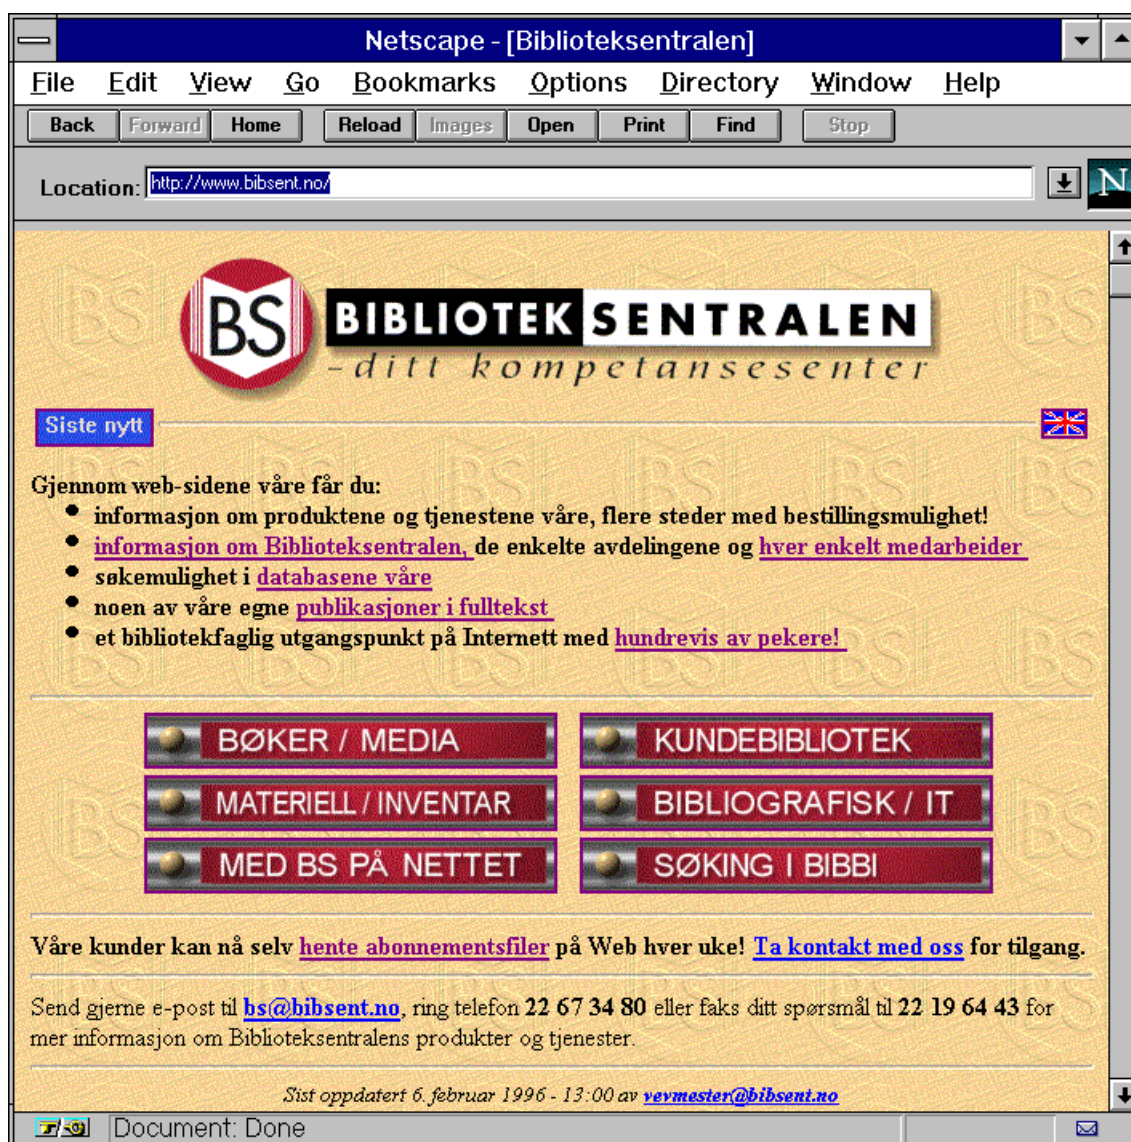 Netscape - [Biblioteksentralen]
File Edit View Go Bookmarks Options Directory Window Help
Back Forward Home Reload Images Open Print Find Stop
Location: http://www.bibsent.no/ N
BS BIBLIOTEKSENTRALEN
-ditt kompetansesenter
Siste nytt
Gjennom web-sidene våre får du:
informasjon om produktene og tjenestene våre, flere steder med bestillingsmulighet!
informasjon om Biblioteksentralen, de enkelte avdelingene og hver enkelt medarbeider
søkemulighet i databasene våre
noen av våre egne publikasjoner i fulltekst
et bibliotekfaglig utgangspunkt på Internett med hundrevis av pekere!
BØKER / MEDIA KUNDEBIBLIOTEK
MATERIELL / INVENTAR BIBLIOGRAFISK / IT
MED BS PÅ NETTET SØKING I BIBBI
Våre kunder kan nå selv hente abonnementsfiler på Web hver uke! Ta kontakt med oss for tilgang.
Send gjerne e-post til bs@bibsent.no, ring telefon 22 67 34 80 eller faks ditt spørsmål til 22 19 64 43 for
mer informasjon om Biblioteksentralens produkter og tjenester.
Sist oppdatert 6. februar 1996 - 13:00 av vevmester@bibsent.no
Document: Done